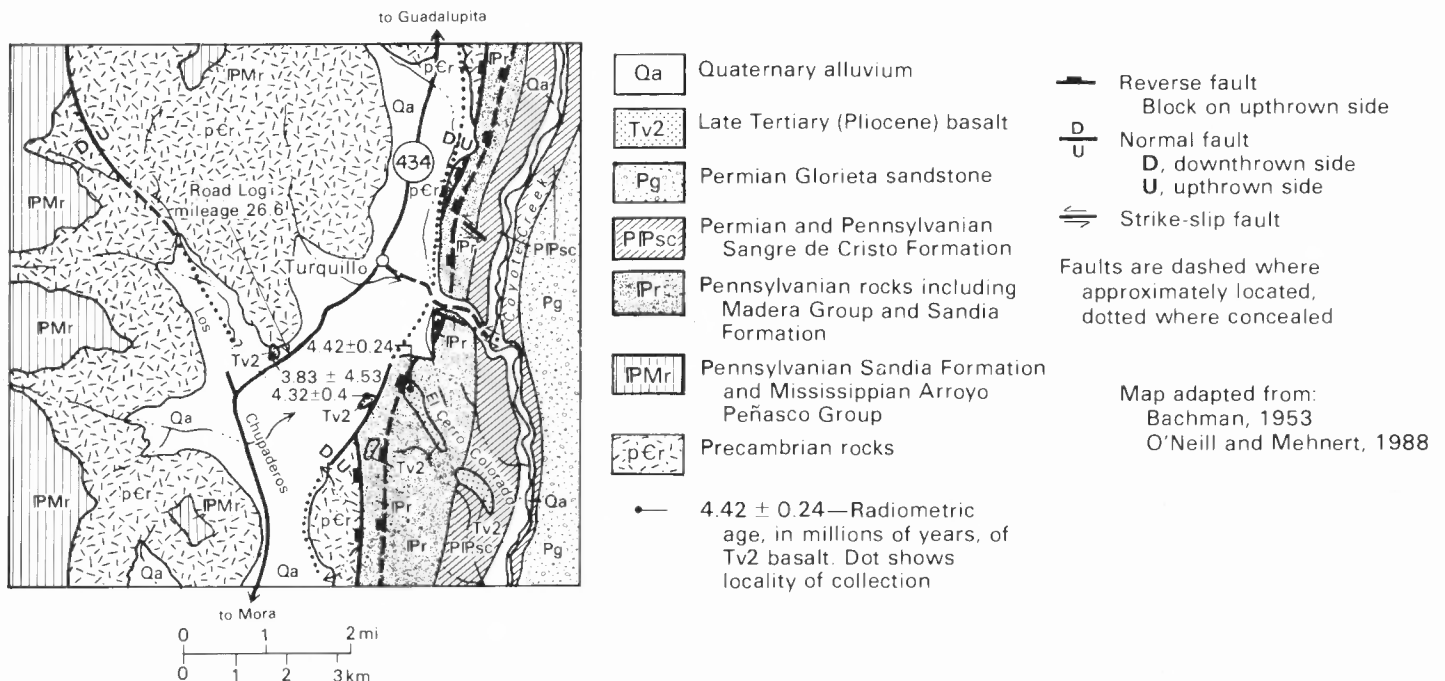 to Guadalupita
p€r
IPr
Qa
IPMr
Qa
p€r
D
U
D
U
434
p€r
Road Log
mileage 26.6
IPMr
IPr
Coyote Creek
PIPsc
Turquillo
Pg
Los
IPMr
Tv2
4.42±0.24
IPr
3.83 ± 4.53
4.32±0.4
Tv2
Qa
Chupaderos
El Cerro Colorado
D
U
Tv2
p€r
IPMr
IPMr
p€r
IPr
Tv2
PIPsc
Qa
Pg
Qa
Qa
to Mora
0 1 2 mi
0 1 2 3 km
Qa Quaternary alluvium
Tv2 Late Tertiary (Pliocene) basalt
Pg Permian Glorieta sandstone
PIPsc Permian and Pennsylvanian
Sangre de Cristo Formation
IPr Pennsylvanian rocks including
Madera Group and Sandia
Formation
IPMr Pennsylvanian Sandia Formation
and Mississippian Arroyo
Peñasco Group
p€r Precambrian rocks
4.42 ± 0.24—Radiometric
age, in millions of years, of
Tv2 basalt. Dot shows
locality of collection
Reverse fault
Block on upthrown side
D
U
Normal fault
D, downthrown side
U, upthrown side
Strike-slip fault
Faults are dashed where
approximately located,
dotted where concealed
Map adapted from:
Bachman, 1953
O'Neill and Mehnert, 1988